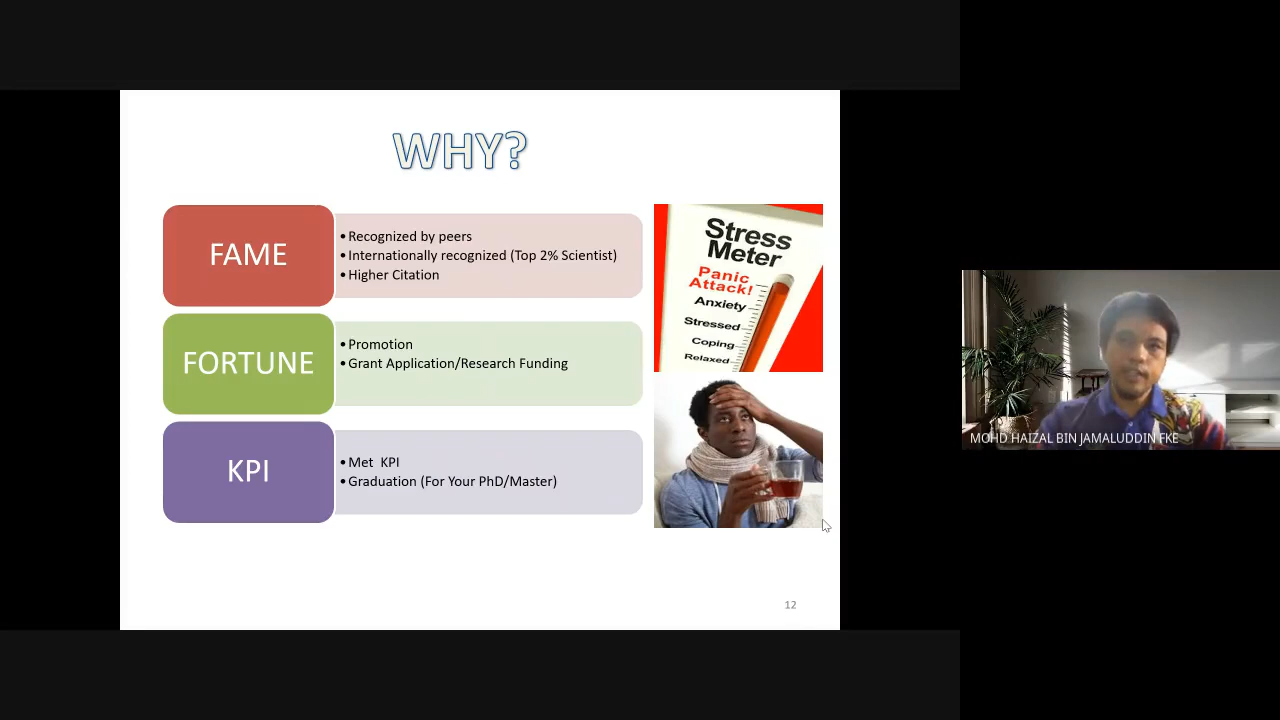 WHY?
FAME
• Recognized by peers
• Internationally recognized (Top 2% Scientist)
• Higher Citation
FORTUNE
• Promotion
• Grant Application/Research Funding
KPI
• Met KPI
• Graduation (For Your PhD/Master)
Stress
Meter
Panic
Attack!
Anxiety
Stressed
Coping
Relaxed
12
MOHD HAIZAL BIN JAMALUDDIN FKE